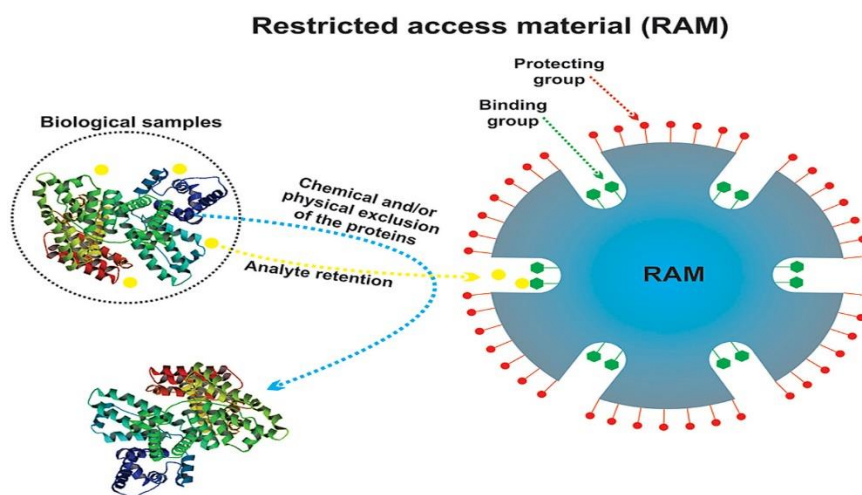 Restricted access material (RAM)
Protecting
group
Binding
group
Biological samples
Chemical and/or
physical exclusion
of the proteins
Analyte retention
RAM